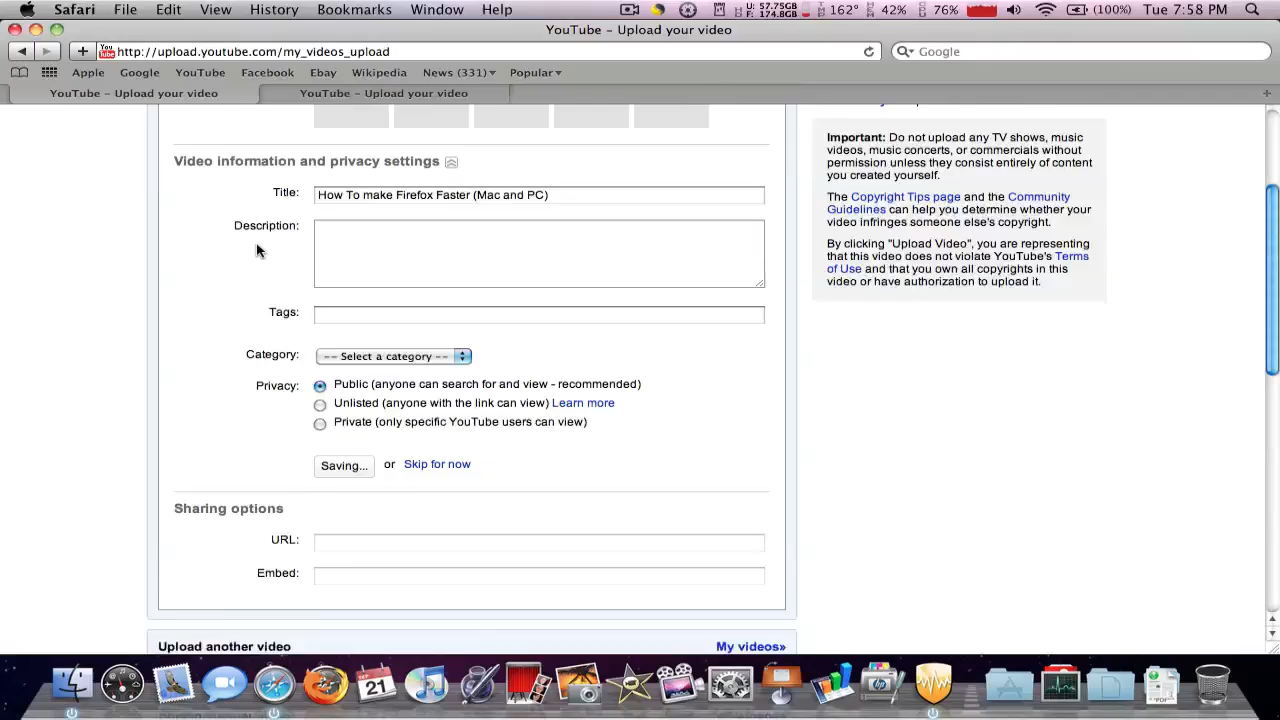 Safari File Edit View History Bookmarks Window Help U: 57.75GB F: 174.8GB 162° 42% 76% (100%) Tue 7:58 PM
YouTube – Upload your video
You Tube http://upload.youtube.com/my_videos_upload Google
Apple Google YouTube Facebook Ebay Wikipedia News (331) Popular
YouTube – Upload your video YouTube – Upload your video
Video information and privacy settings
Title: How To make Firefox Faster (Mac and PC)
Description:
Tags:
Category: -- Select a category --
Privacy: Public (anyone can search for and view - recommended)
Unlisted (anyone with the link can view) Learn more
Private (only specific YouTube users can view)
Saving... or Skip for now
Sharing options
URL:
Embed:
Upload another video My videos»
Important: Do not upload any TV shows, music
videos, music concerts, or commercials without
permission unless they consist entirely of content
you created yourself.
The Copyright Tips page and the Community
Guidelines can help you determine whether your
video infringes someone else's copyright.
By clicking "Upload Video", you are representing
that this video does not violate YouTube's Terms
of Use and that you own all copyrights in this
video or have authorization to upload it.
21
hp
PDF